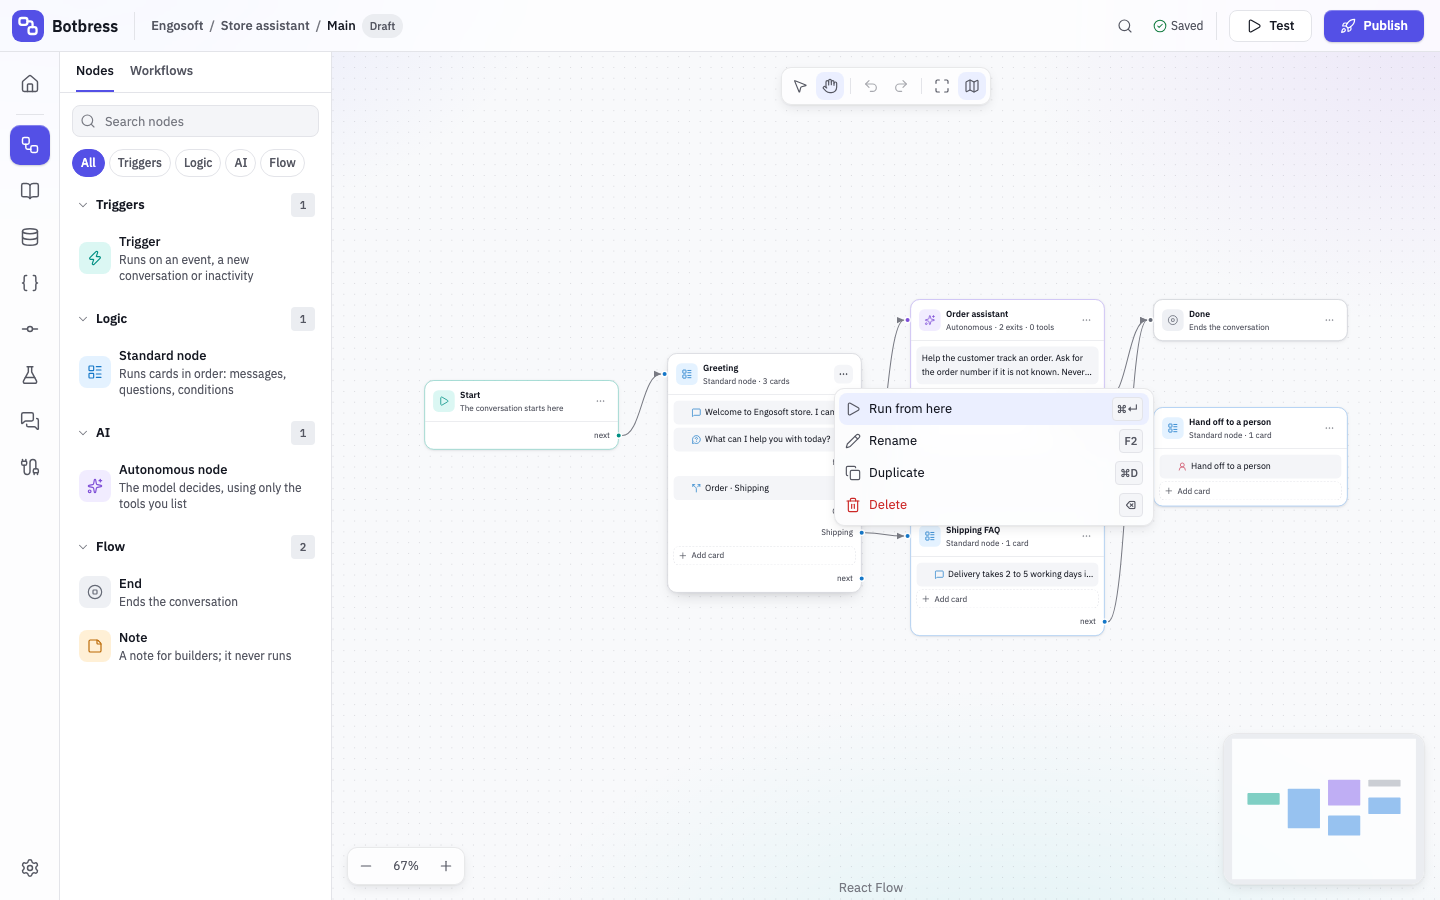 Botbress
Engosoft / Store assistant / Main
Draft
Saved
Test
Publish
Nodes
Workflows
Search nodes
All
Triggers
Logic
AI
Flow
Triggers
1
Trigger
Runs on an event, a new
conversation or inactivity
Logic
1
Standard node
Runs cards in order: messages,
questions, conditions
AI
1
Autonomous node
The model decides, using only the
tools you list
Flow
2
End
Ends the conversation
Note
A note for builders; it never runs
Start
The conversation starts here
next
Greeting
Standard node · 3 cards
Welcome to Engosoft store. I can
What can I help you with today?
Order · Shipping
Shipping
Add card
next
Order assistant
Autonomous · 2 exits · 0 tools
Help the customer track an order. Ask for
the order number if it is not known. Never...
Run from here
⌘↵
Rename
F2
Duplicate
⌘D
Delete
⌫
Shipping FAQ
Standard node · 1 card
Delivery takes 2 to 5 working days i...
Add card
next
Done
Ends the conversation
Hand off to a person
Standard node · 1 card
Hand off to a person
Add card
67%
React Flow